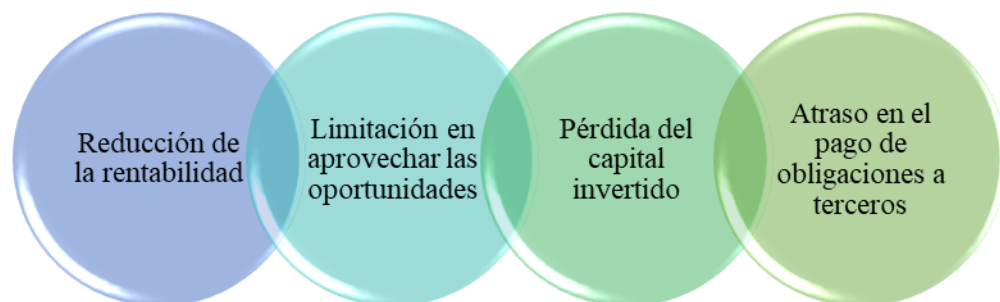 Reducción de
la rentabilidad
Limitación en
aprovechar las
oportunidades
Pérdida del
capital
invertido
Atraso en el
pago de
obligaciones a
terceros